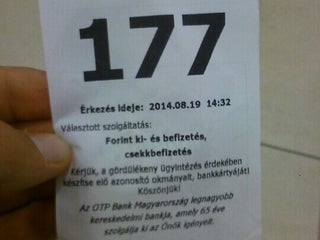 177
Érkezés ideje: 2014.08.19 14:32
Választott szolgáltatás:
Forint ki- és befizetés,
csekkbefizetés
Kérjük, a gördülékeny ügyintézés érdekében
készítse elő azonosító okmányait, bankkártyáját!
Köszönjük!
Az OTP Bank Magyarország legnagyobb
kereskedelmi bankja, amely 65 éve
szolgálja ki az Önök igényeit.